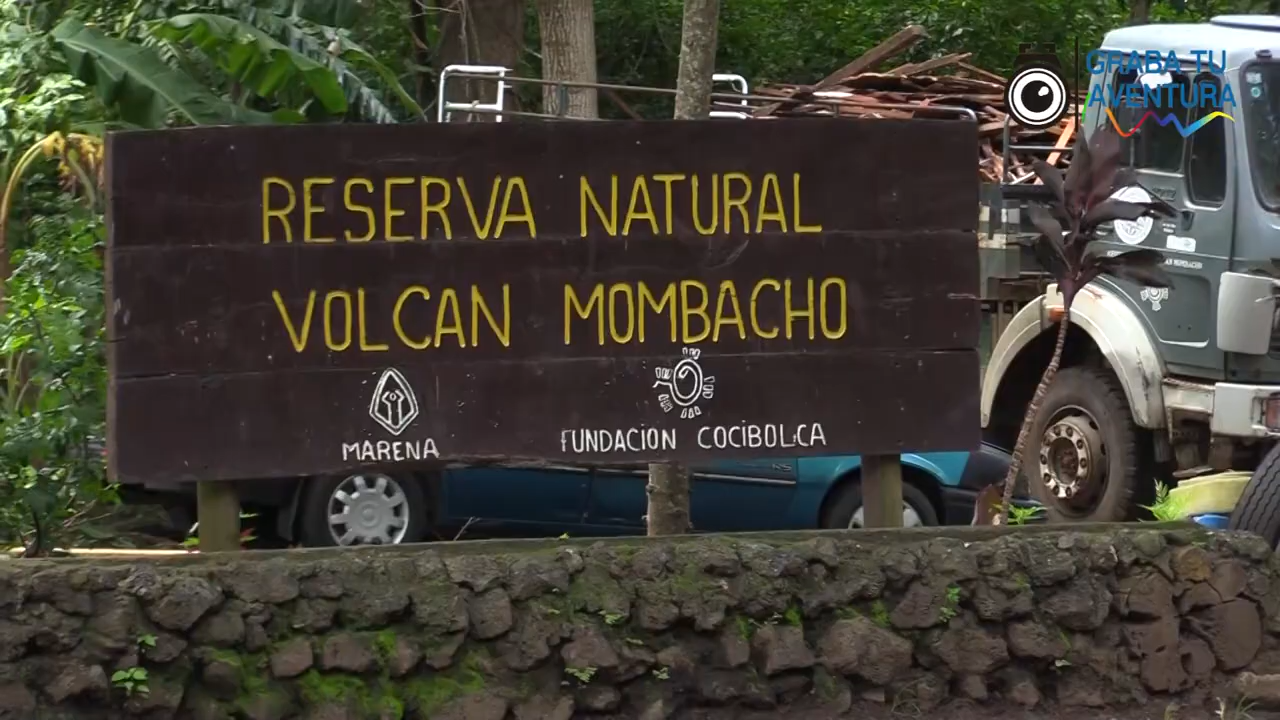 GRABA TU
AVENTURA
RESERVA NATURAL
VOLCAN MOMBACHO
MARENA
FUNDACION COCIBOLCA